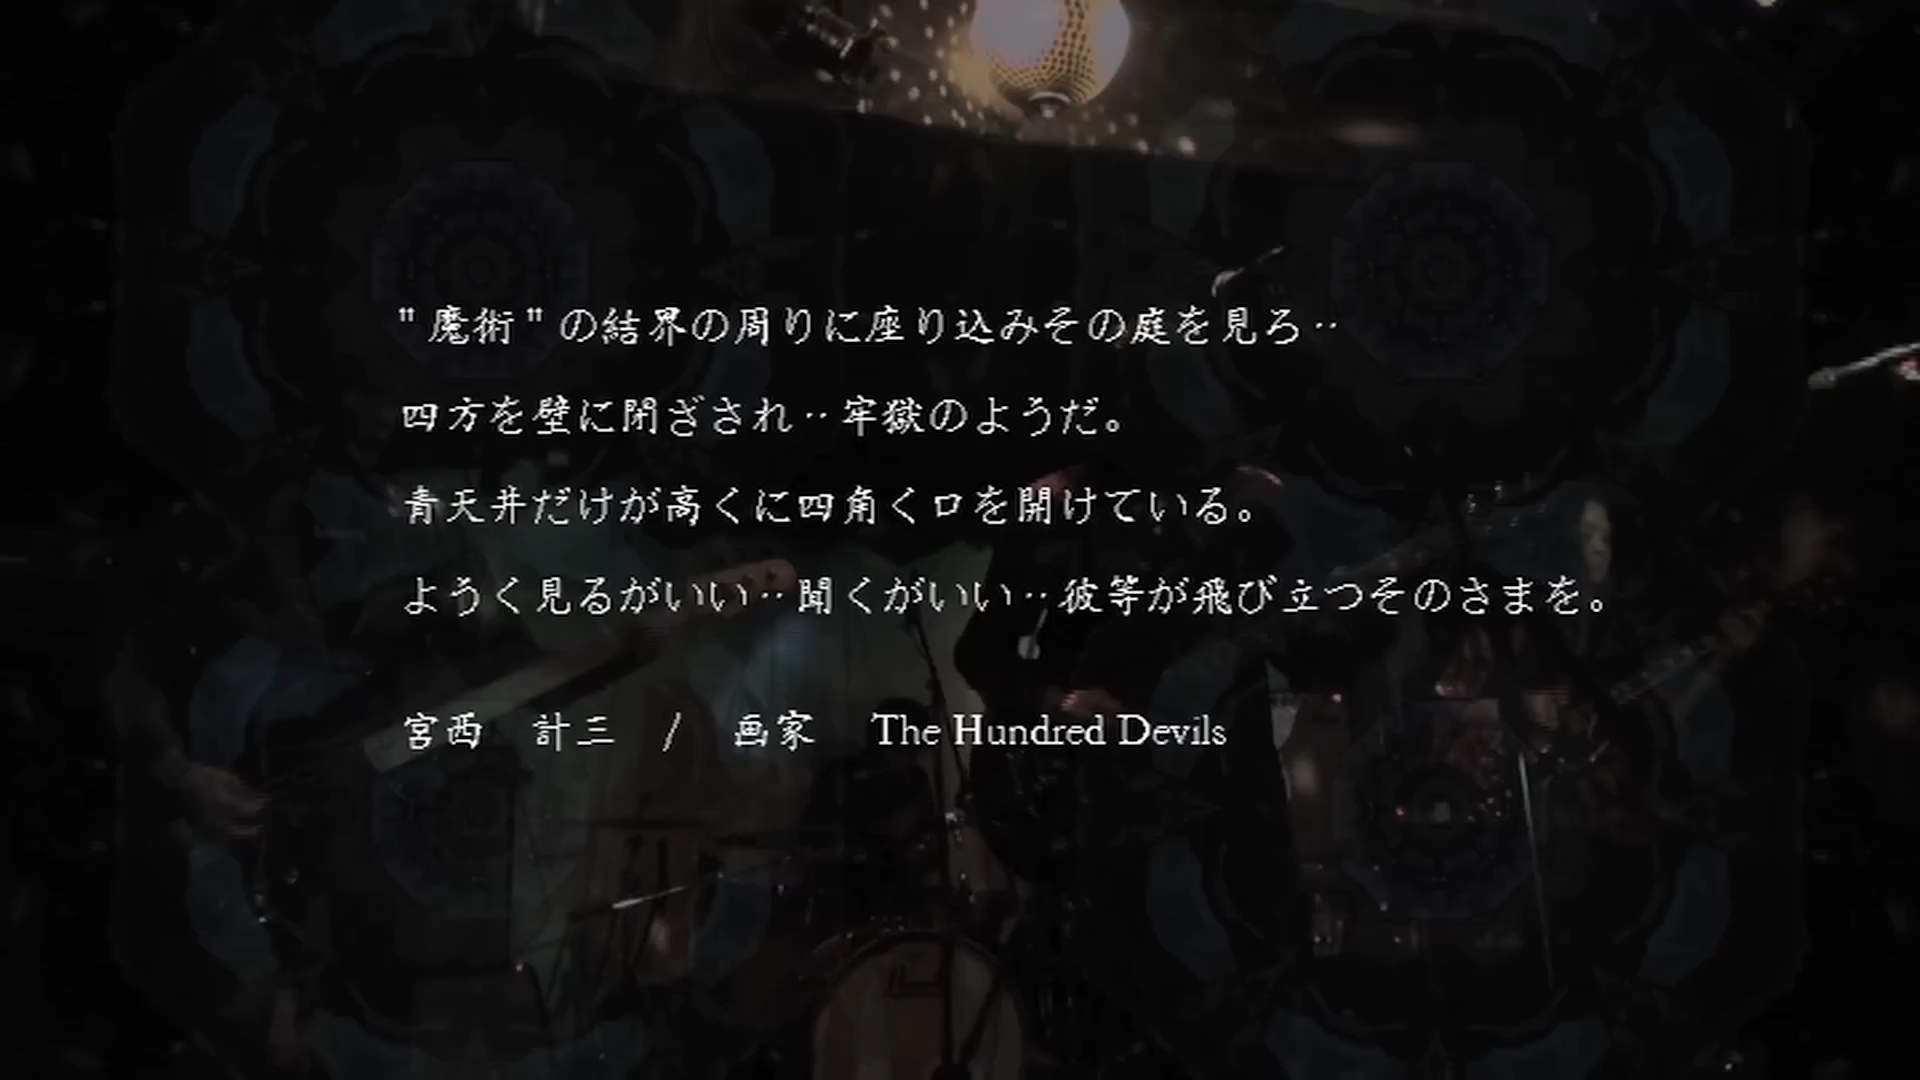 "魔術"の結界の周りに座り込みその庭を見ろ‥
四方を壁に閉ざされ‥牢獄のようだ。
青天井だけが高くに四角く口を開けている。
ようく見るがいい‥聞くがいい‥彼等が飛び立つそのさまを。
宮西　計三　/　画家　The Hundred Devils
Pearl